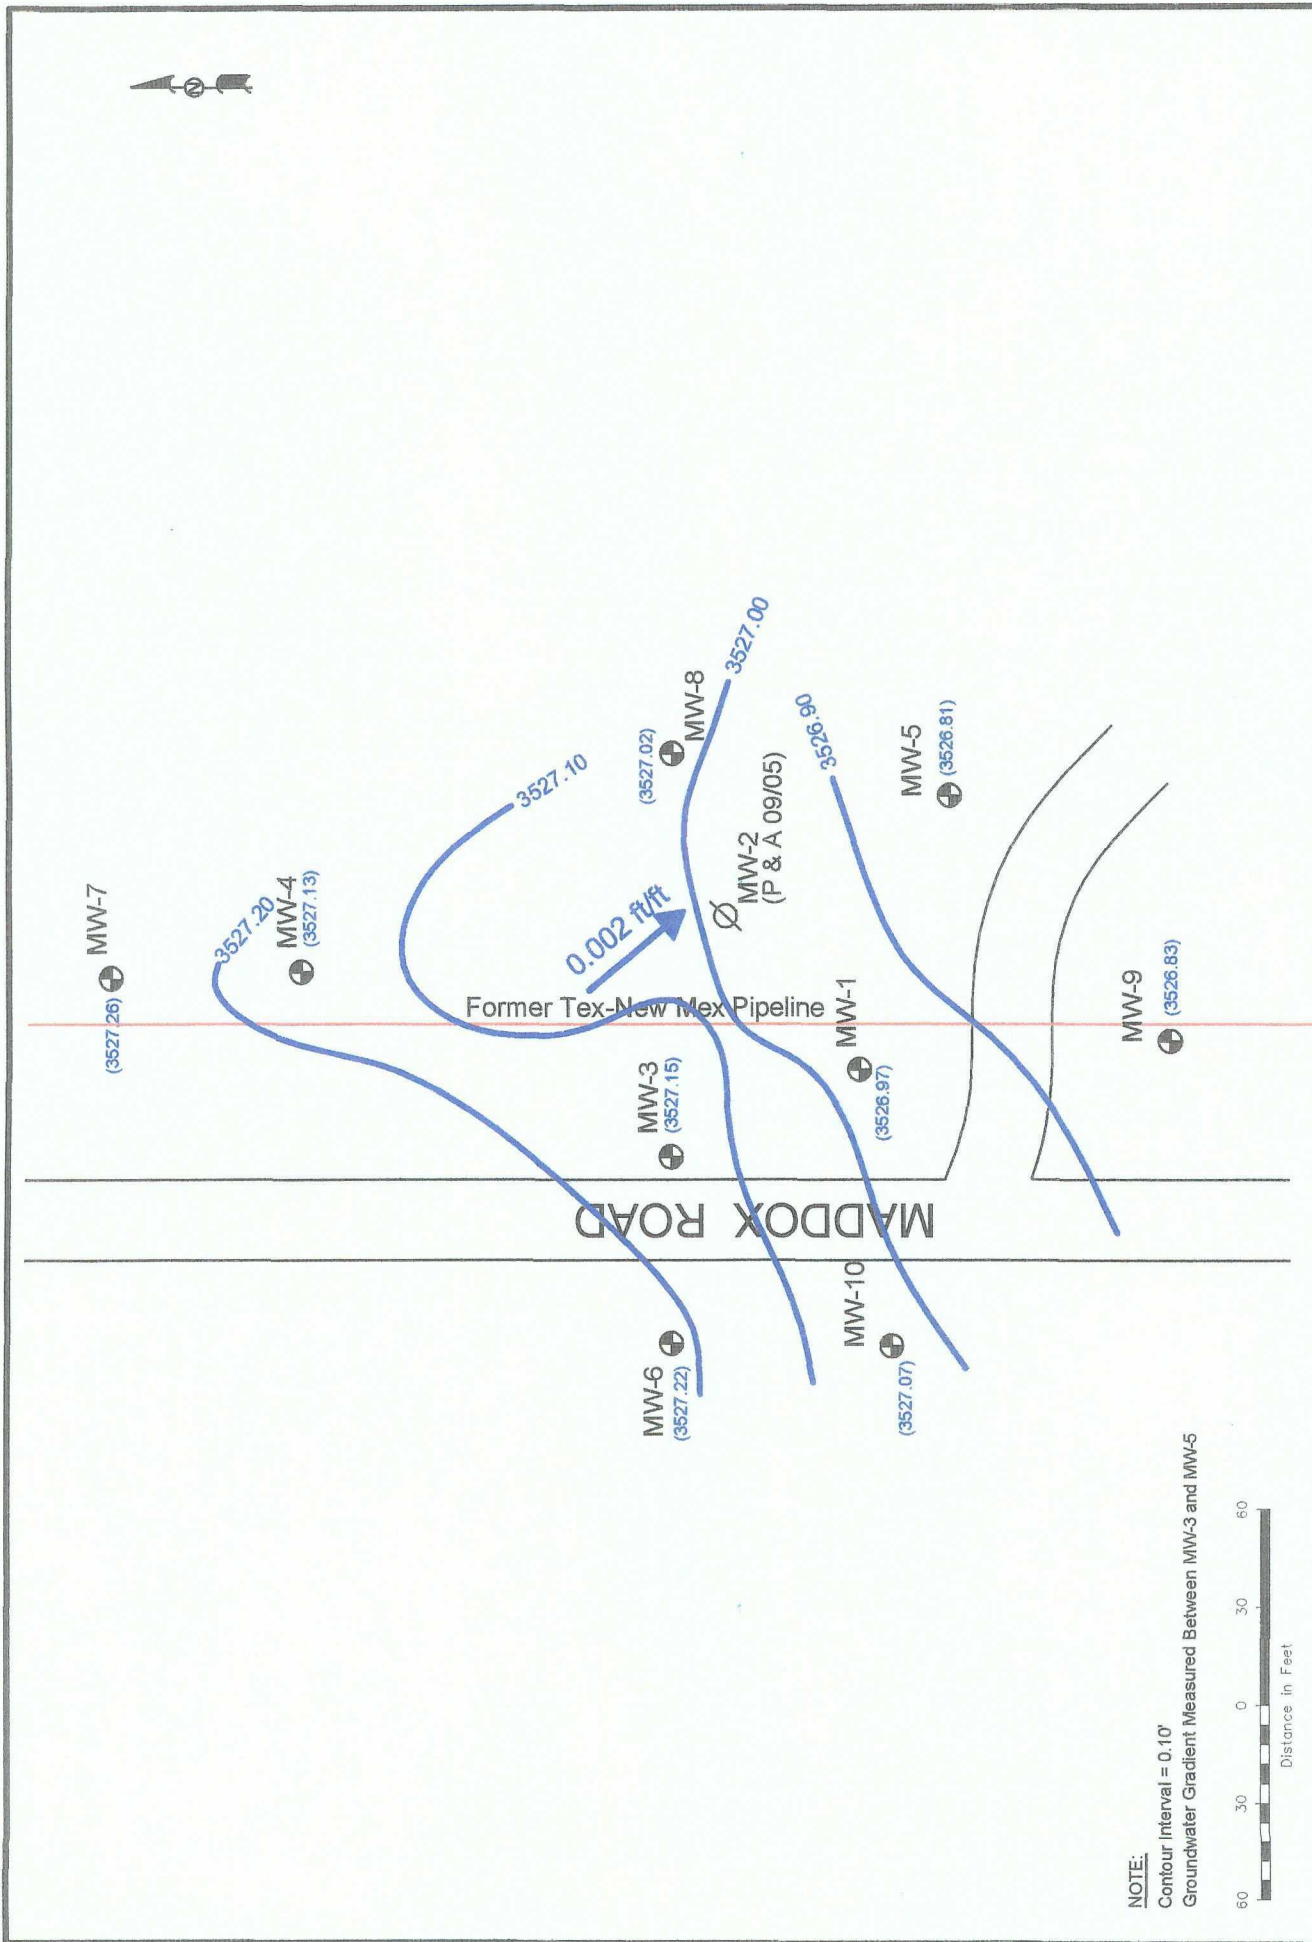 N
MW-7
(3527.26)
3527.20
MW-4
(3527.13)
3527.10
0.002 ft/ft
Former Tex-New Mex Pipeline
MW-8
(3527.02)
3527.00
MW-2
(P & A 09/05)
3526.90
MW-5
(3526.81)
MW-3
(3527.15)
MW-1
(3526.97)
MW-9
(3526.83)
MADDOX ROAD
MW-6
(3527.22)
MW-10
(3527.07)
NOTE:
Contour Interval = 0.10'
Groundwater Gradient Measured Between MW-3 and MW-5
60 30 0 30 60
Distance in Feet